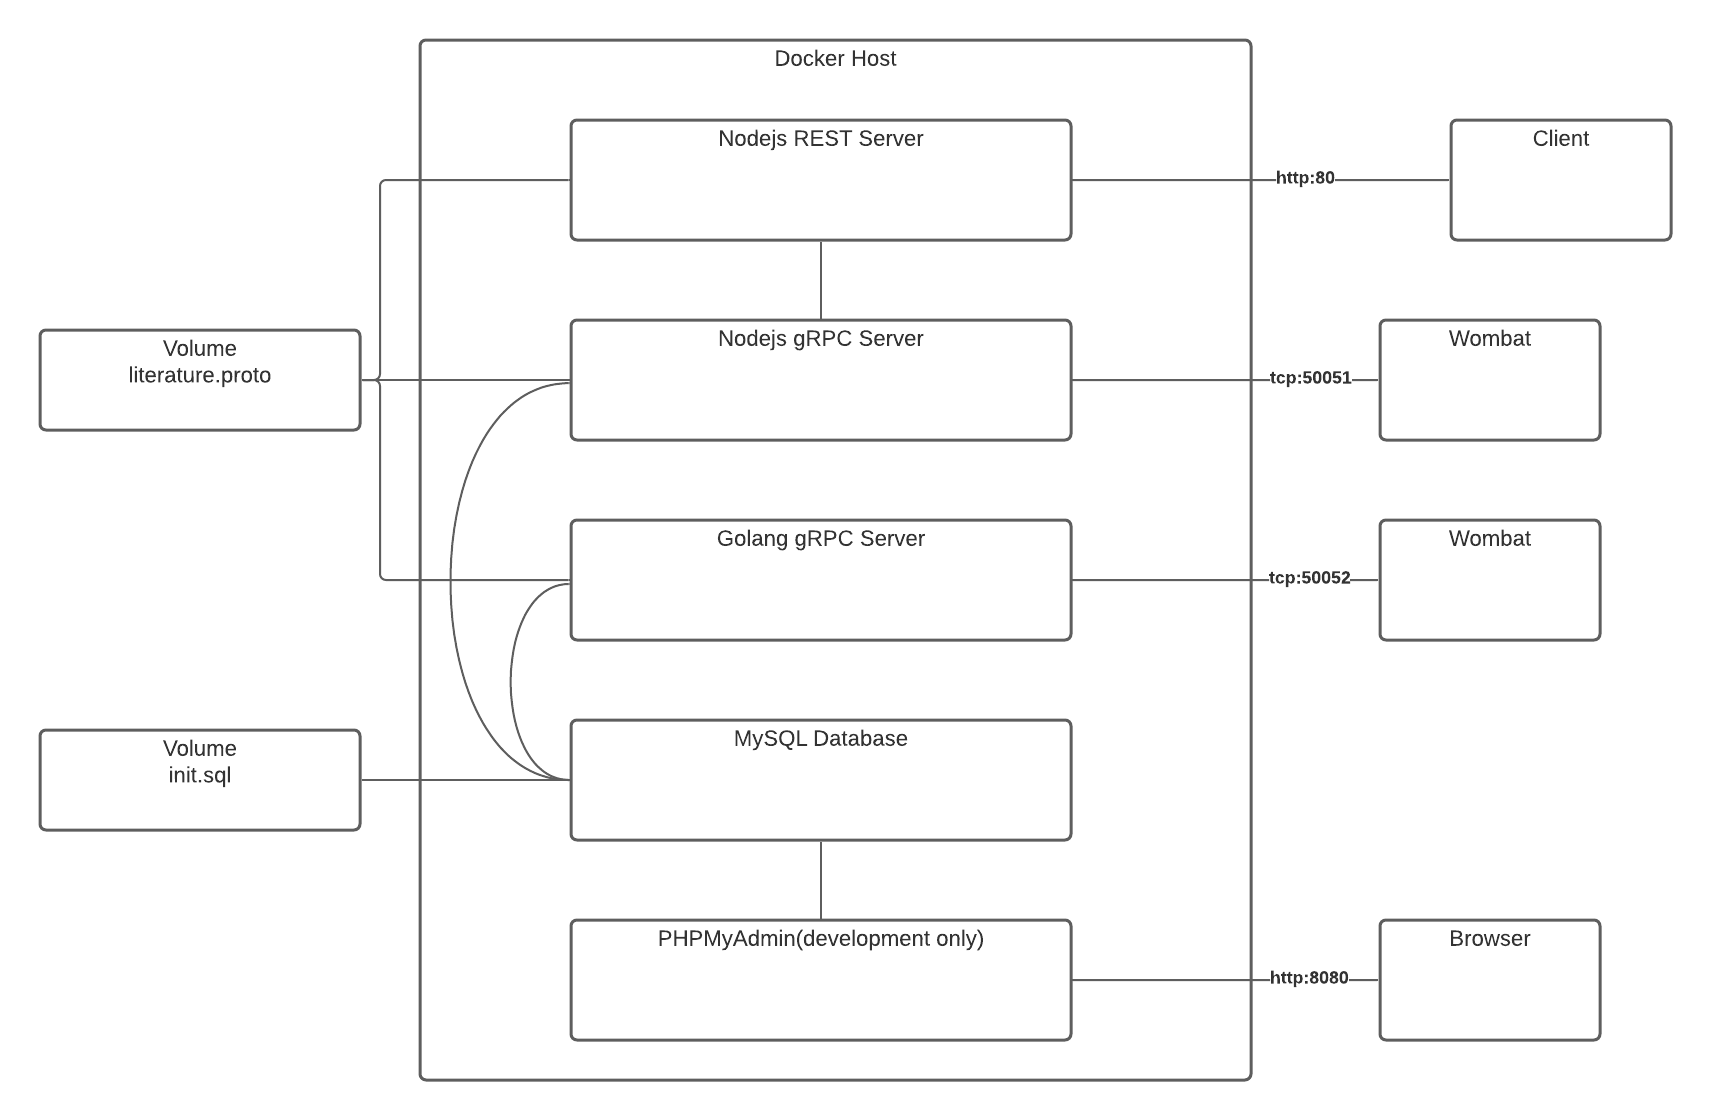 Docker Host
Nodejs REST Server
http:80
Client
Volume
literature.proto
Nodejs gRPC Server
tcp:50051
Wombat
Golang gRPC Server
tcp:50052
Wombat
Volume
init.sql
MySQL Database
PHPMyAdmin(development only)
http:8080
Browser